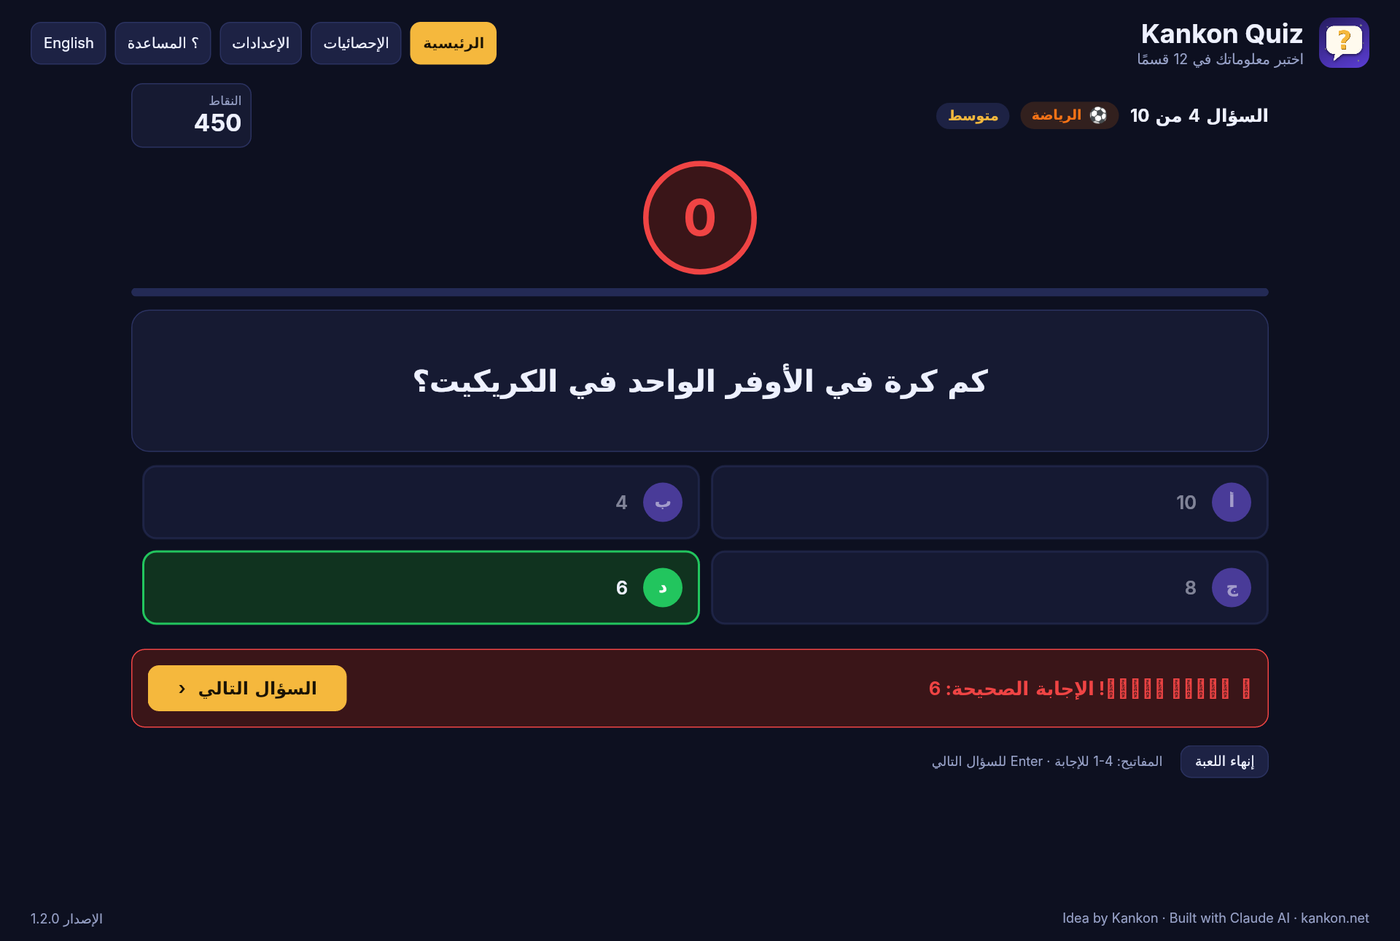 Kankon Quiz
اختبر معلوماتك في 12 قسمًا
الرئيسية
الإحصائيات
الإعدادات
؟ المساعدة
English
السؤال 4 من 10
الرياضة
متوسط
النقاط
450
0
كم كرة في الأوفر الواحد في الكريكيت؟
أ 10
ب 4
ج 8
د 6
! الإجابة الصحيحة: 6
السؤال التالي ›
إنهاء اللعبة
المفاتيح: 4-1 للإجابة · Enter للسؤال التالي
Idea by Kankon · Built with Claude AI · kankon.net
الإصدار 1.2.0